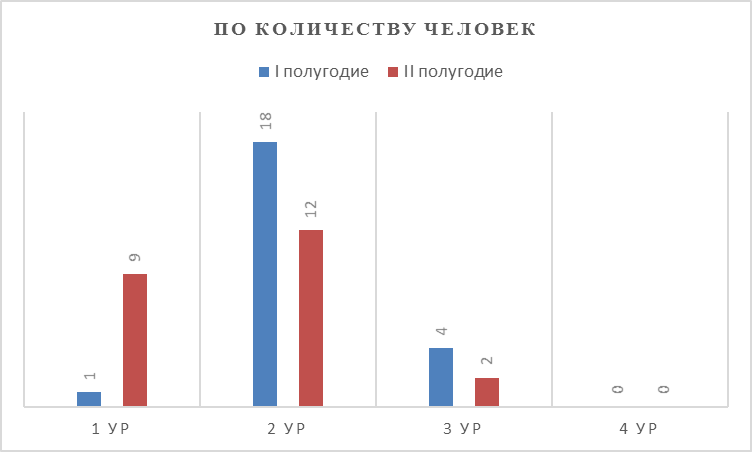 ПО КОЛИЧЕСТВУ ЧЕЛОВЕК
I полугодие II полугодие
1 9 18 12 4 2 0 0
1 УР 2 УР 3 УР 4 УР